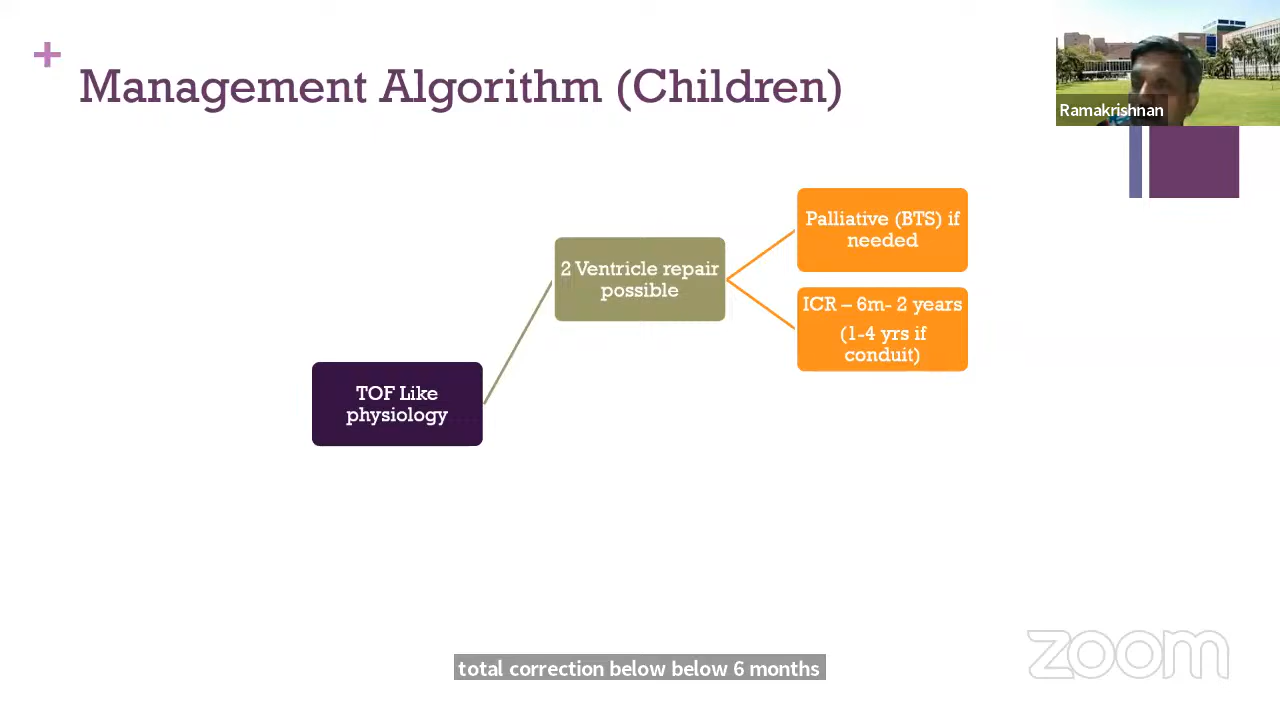 +
Management Algorithm (Children)
Ramakrishnan
Palliative (BTS) if
needed
2 Ventricle repair
possible
ICR – 6m- 2 years
(1-4 yrs if
conduit)
TOF Like
physiology
total correction below below 6 months
zoom